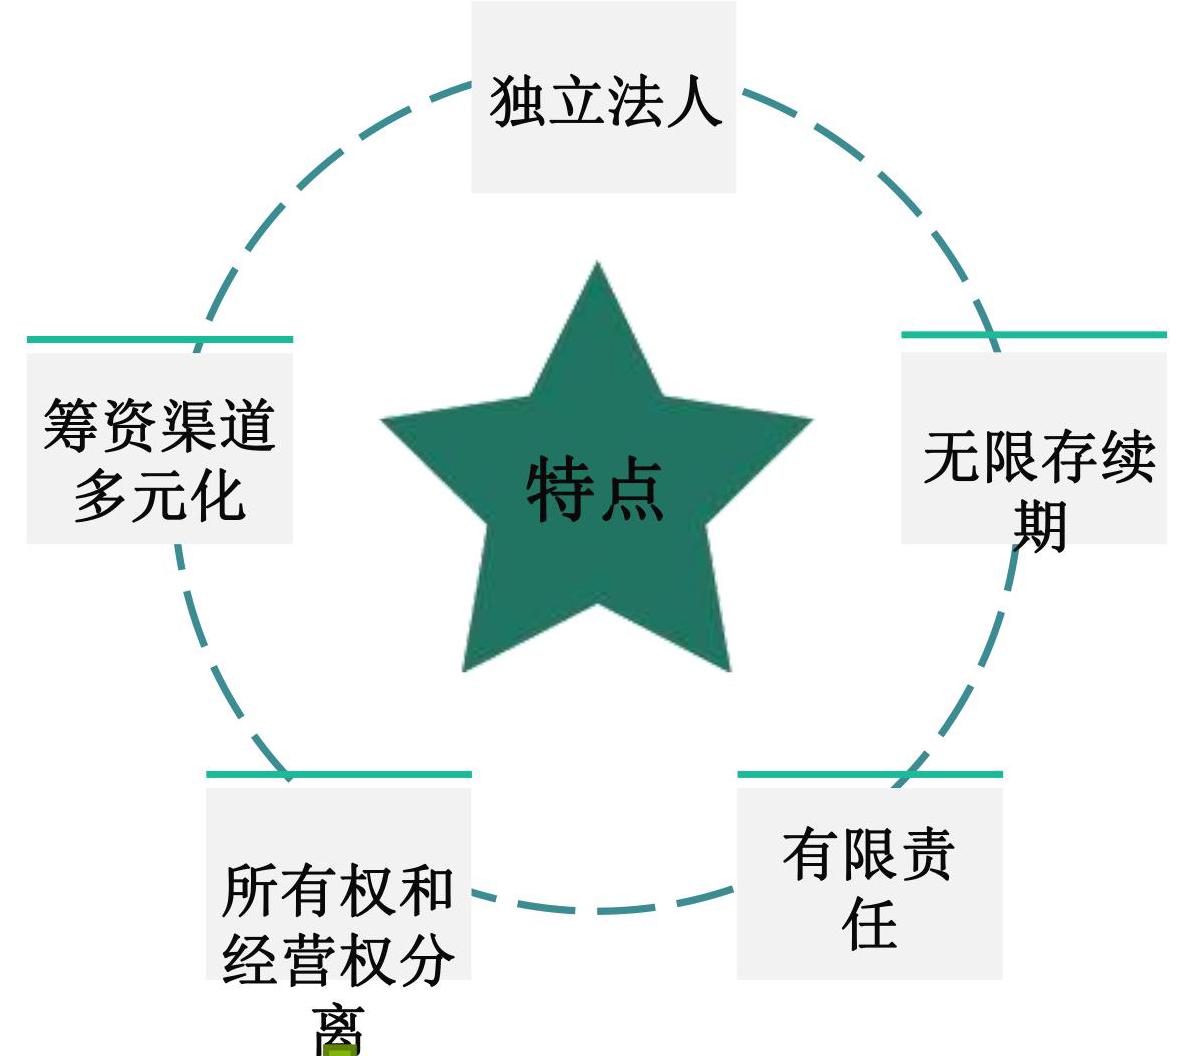 独立法人
筹资渠道
多元化
特点
无限存续
期
所有权和
经营权分
离
有限责
任